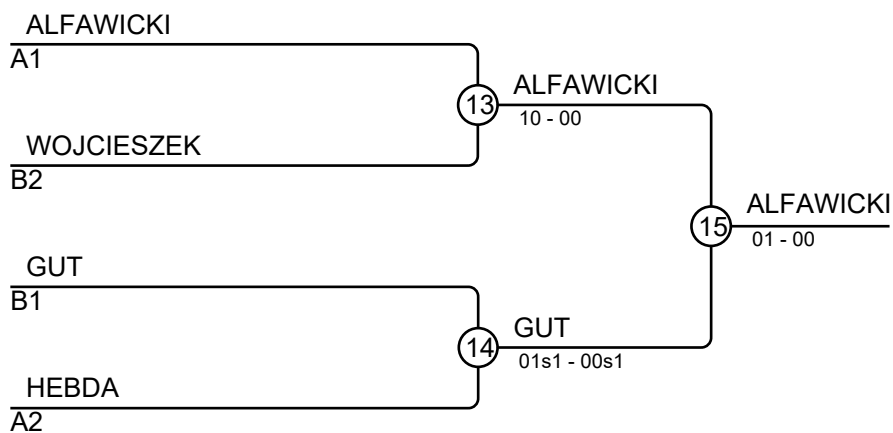 ALFAWICKI
A1
13
ALFAWICKI
10 - 00
WOJCIESZEK
B2
15
ALFAWICKI
01 - 00
GUT
B1
14
GUT
01s1 - 00s1
HEBDA
A2